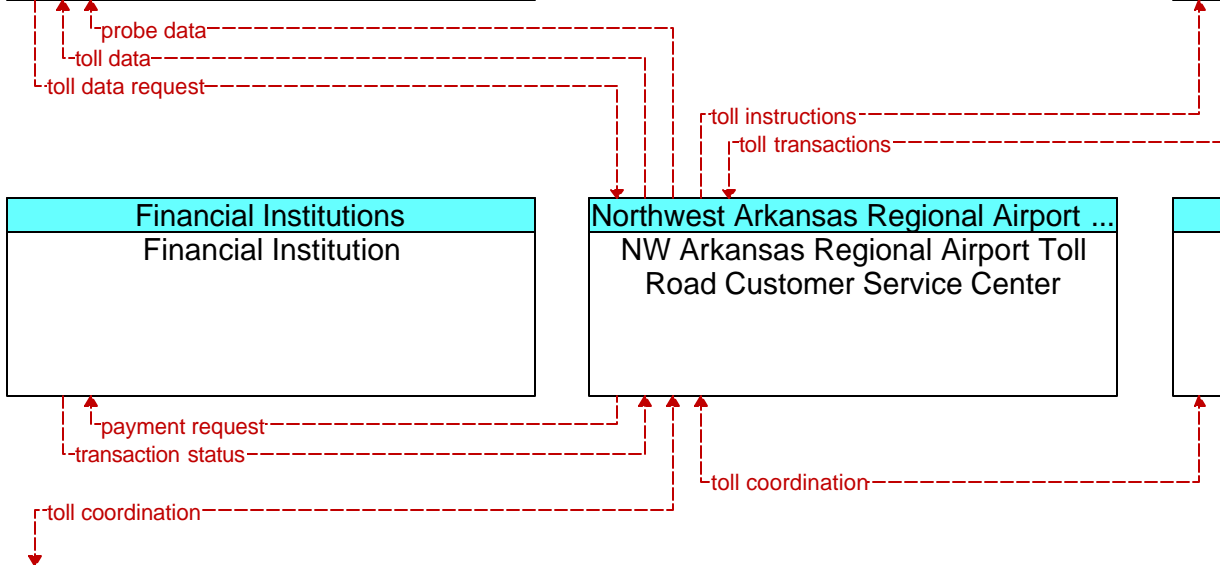 probe data
toll data
toll data request
toll instructions
toll transactions
Financial Institutions
Financial Institution
Northwest Arkansas Regional Airport ...
NW Arkansas Regional Airport Toll
Road Customer Service Center
payment request
transaction status
toll coordination
toll coordination